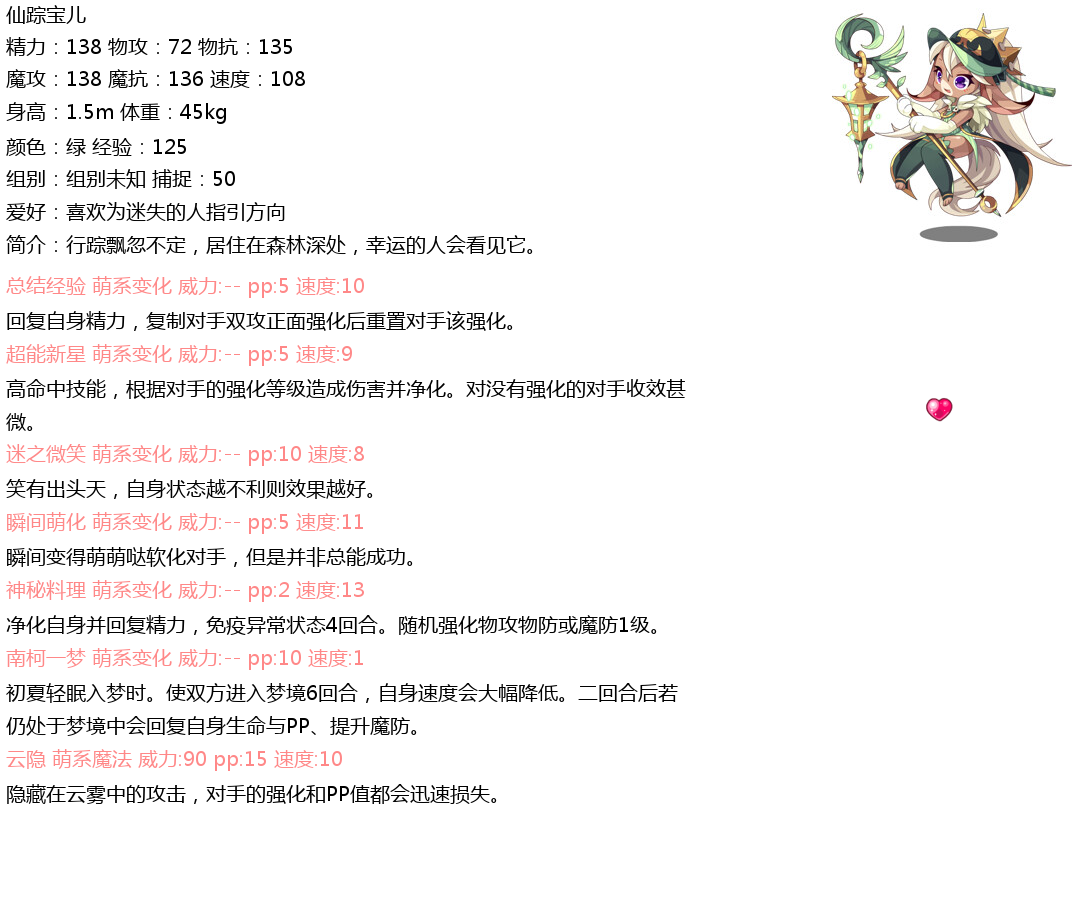 仙踪宝儿
精力：138 物攻：72 物抗：135
魔攻：138 魔抗：136 速度：108
身高：1.5m 体重：45kg
颜色：绿 经验：125
组别：组别未知 捕捉：50
爱好：喜欢为迷失的人指引方向
简介：行踪飘忽不定，居住在森林深处，幸运的人会看见它。
总结经验 萌系变化 威力:-- pp:5 速度:10
回复自身精力，复制对手双攻正面强化后重置对手该强化。
超能新星 萌系变化 威力:-- pp:5 速度:9
高命中技能，根据对手的强化等级造成伤害并净化。对没有强化的对手收效甚
微。
迷之微笑 萌系变化 威力:-- pp:10 速度:8
笑有出头天，自身状态越不利则效果越好。
瞬间萌化 萌系变化 威力:-- pp:5 速度:11
瞬间变得萌萌哒软化对手，但是并非总能成功。
神秘料理 萌系变化 威力:-- pp:2 速度:13
净化自身并回复精力，免疫异常状态4回合。随机强化物攻物防或魔防1级。
南柯一梦 萌系变化 威力:-- pp:10 速度:1
初夏轻眠入梦时。使双方进入梦境6回合，自身速度会大幅降低。二回合后若
仍处于梦境中会回复自身生命与PP、提升魔防。
云隐 萌系魔法 威力:90 pp:15 速度:10
隐藏在云雾中的攻击，对手的强化和PP值都会迅速损失。